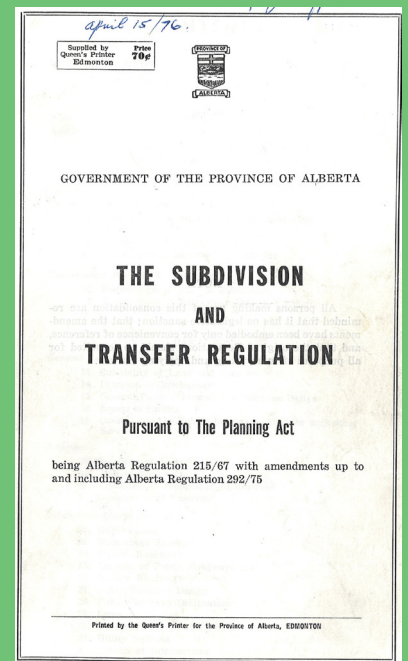 april 15/76.
Supplied by Queen's Printer Edmonton
Price 70¢
PROVINCE OF
ALBERTA
GOVERNMENT OF THE PROVINCE OF ALBERTA
THE SUBDIVISION
AND
TRANSFER REGULATION
Pursuant to The Planning Act
being Alberta Regulation 215/67 with amendments up to
and including Alberta Regulation 292/75
Printed by the Queen's Printer for the Province of Alberta, EDMONTON